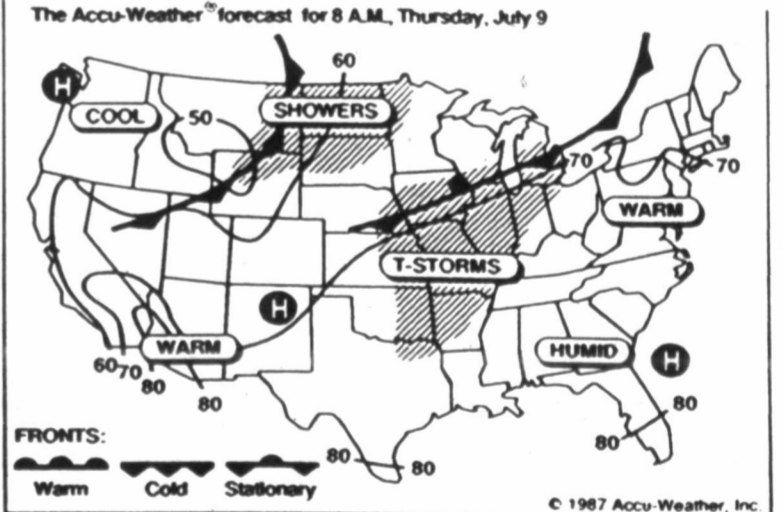 The Accu-Weather® forecast for 8 A.M., Thursday, July 9
60
H
SHOWERS
COOL
50
70
70
WARM
T-STORMS
H
WARM
HUMID
H
60
70
80
80
80
80
FRONTS:
80
80
Warm
Cold
Stationary
© 1987 Accu-Weather, Inc.